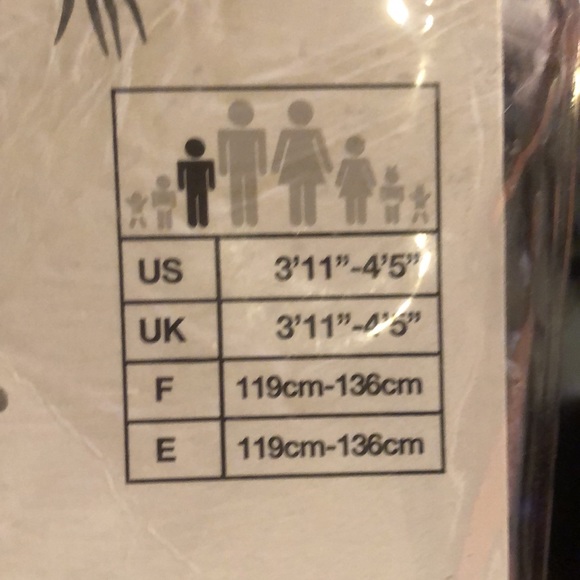 US 3'11”-4'5”
UK 3'11”-4'5”
F 119cm-136cm
E 119cm-136cm